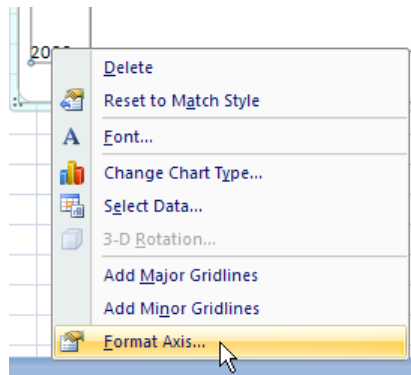 Delete
Reset to Match Style
Font...
Change Chart Type...
Select Data...
3-D Rotation...
Add Major Gridlines
Add Minor Gridlines
Format Axis...